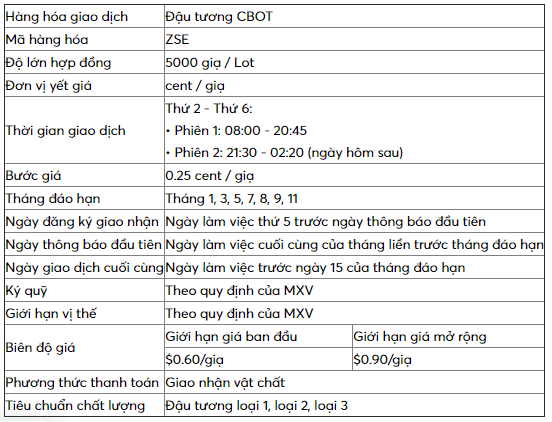 Hàng hóa giao dịch Đậu tương CBOT
Mã hàng hóa ZSE
Độ lớn hợp đồng 5000 giạ / Lot
Đơn vị yết giá cent / giạ
Thời gian giao dịch
Thứ 2 - Thứ 6:
• Phiên 1: 08:00 - 20:45
• Phiên 2: 21:30 - 02:20 (ngày hôm sau)
Bước giá 0.25 cent / giạ
Tháng đáo hạn Tháng 1, 3, 5, 7, 8, 9, 11
Ngày đăng ký giao nhận Ngày làm việc thứ 5 trước ngày thông báo đầu tiên
Ngày thông báo đầu tiên Ngày làm việc cuối cùng của tháng liền trước tháng đáo hạn
Ngày giao dịch cuối cùng Ngày làm việc trước ngày 15 của tháng đáo hạn
Ký quỹ Theo quy định của MXV
Giới hạn vị thế Theo quy định của MXV
Biên độ giá
Giới hạn giá ban đầu Giới hạn giá mở rộng
$0.60/giạ $0.90/giạ
Phương thức thanh toán Giao nhận vật chất
Tiêu chuẩn chất lượng Đậu tương loại 1, loại 2, loại 3